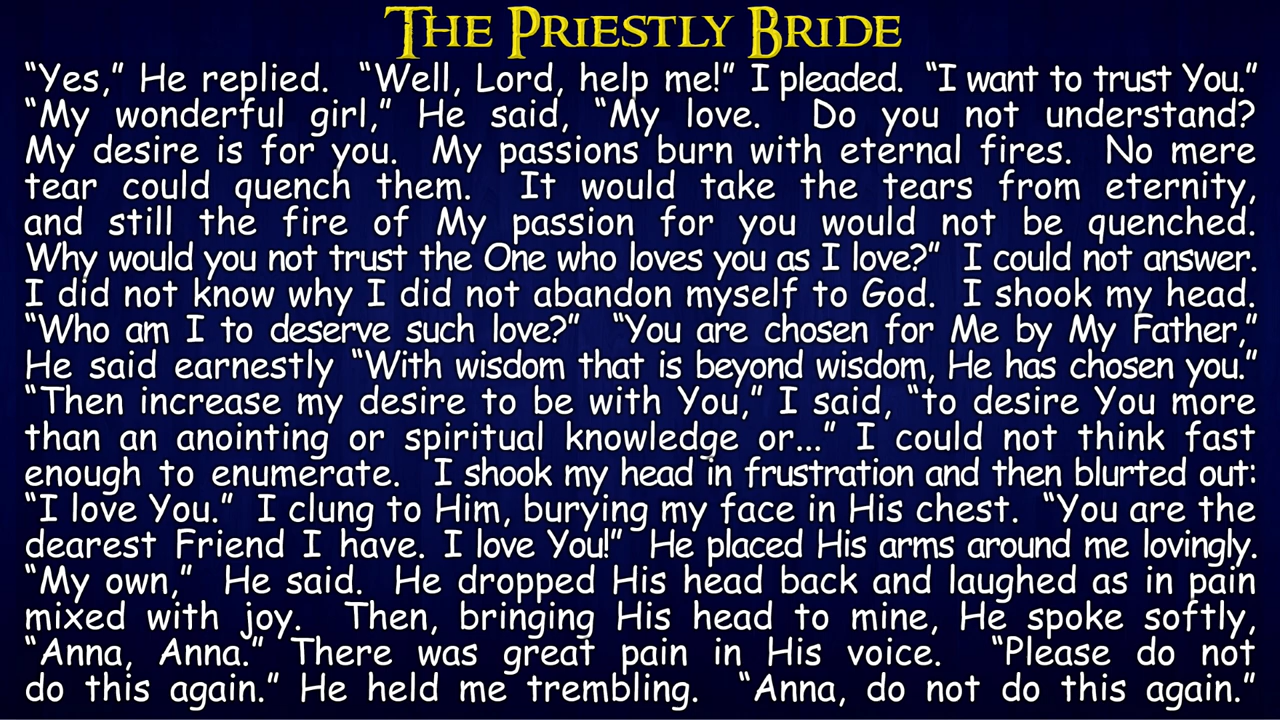 The Priestly Bride
“Yes,” He replied. “Well, Lord, help me!” I pleaded. “I want to trust You.”
“My wonderful girl,” He said, “My love. Do you not understand?
My desire is for you. My passions burn with eternal fires. No mere
tear could quench them. It would take the tears from eternity,
and still the fire of My passion for you would not be quenched.
Why would you not trust the One who loves you as I love?” I could not answer.
I did not know why I did not abandon myself to God. I shook my head.
“Who am I to deserve such love?” “You are chosen for Me by My Father,”
He said earnestly “With wisdom that is beyond wisdom, He has chosen you.”
“Then increase my desire to be with You,” I said, “to desire You more
than an anointing or spiritual knowledge or...” I could not think fast
enough to enumerate. I shook my head in frustration and then blurted out:
“I love You.” I clung to Him, burying my face in His chest. “You are the
dearest Friend I have. I love You!” He placed His arms around me lovingly.
“My own,” He said. He dropped His head back and laughed as in pain
mixed with joy. Then, bringing His head to mine, He spoke softly,
“Anna, Anna.” There was great pain in His voice. “Please do not
do this again.” He held me trembling. “Anna, do not do this again.”